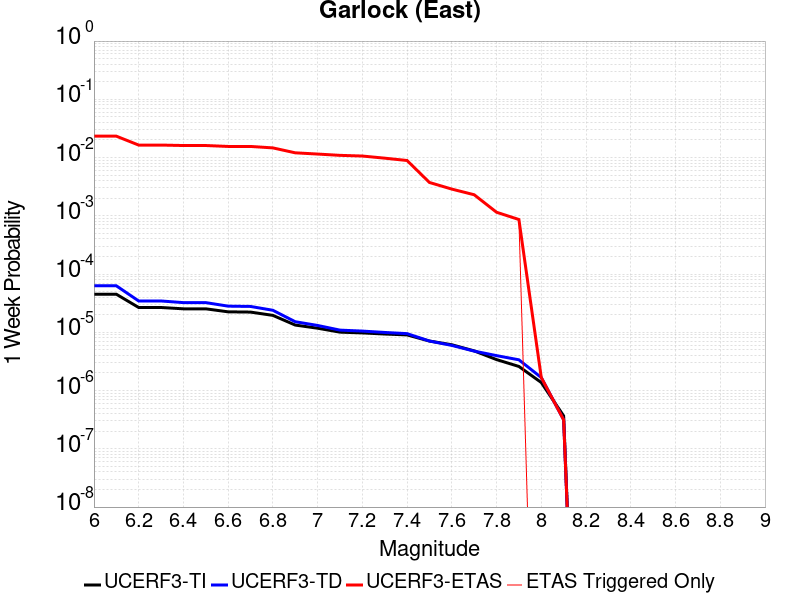 Garlock (East)
10^0
10^-1
10^-2
10^-3
10^-4
10^-5
10^-6
10^-7
10^-8
1 Week Probability
6 6.2 6.4 6.6 6.8 7 7.2 7.4 7.6 7.8 8 8.2 8.4 8.6 8.8 9
Magnitude
UCERF3-TI UCERF3-TD UCERF3-ETAS ETAS Triggered Only